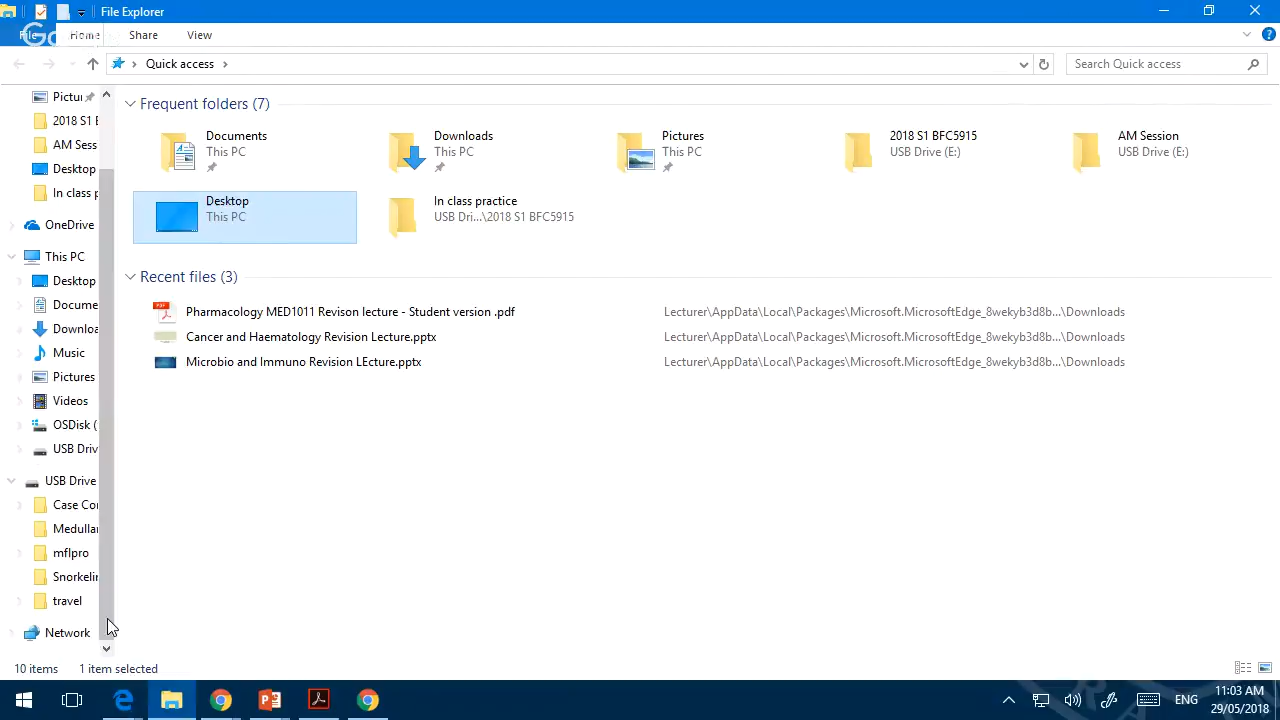 File Explorer
File Home Share View
Quick access
Search Quick access
Pictu
2018 S1 B
AM Sess
Desktop
In class p
OneDrive
This PC
Desktop
Docume
Downloa
Music
Pictures
Videos
OSDisk (
USB Driv
USB Drive
Case Co
Medulla
mflpro
Snorkelin
travel
Network
Frequent folders (7)
Documents
This PC
Downloads
This PC
Pictures
This PC
2018 S1 BFC5915
USB Drive (E:)
AM Session
USB Drive (E:)
Desktop
This PC
In class practice
USB Dri...\2018 S1 BFC5915
Recent files (3)
Pharmacology MED1011 Revison lecture - Student version .pdf Lecturer\AppData\Local\Packages\Microsoft.MicrosoftEdge_8wekyb3d8b...\Downloads
Cancer and Haematology Revision Lecture.pptx Lecturer\AppData\Local\Packages\Microsoft.MicrosoftEdge_8wekyb3d8b...\Downloads
Microbio and Immuno Revision LEcture.pptx Lecturer\AppData\Local\Packages\Microsoft.MicrosoftEdge_8wekyb3d8b...\Downloads
10 items 1 item selected
ENG
11:03 AM
29/05/2018